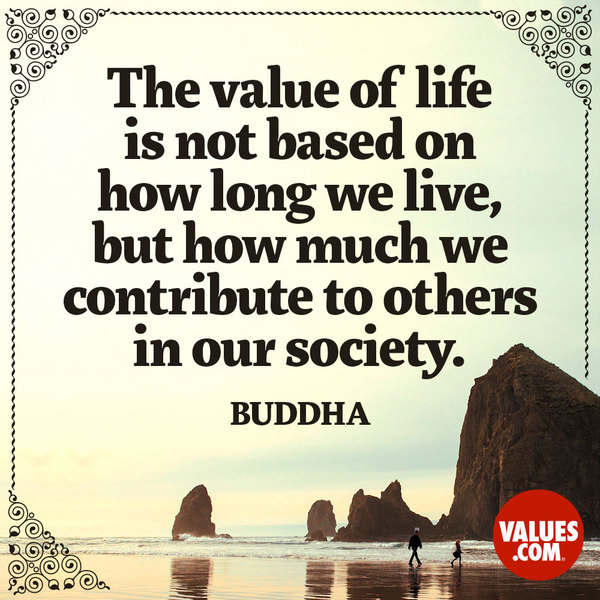 The value of life
is not based on
how long we live,
but how much we
contribute to others
in our society.
BUDDHA
VALUES
.COM®